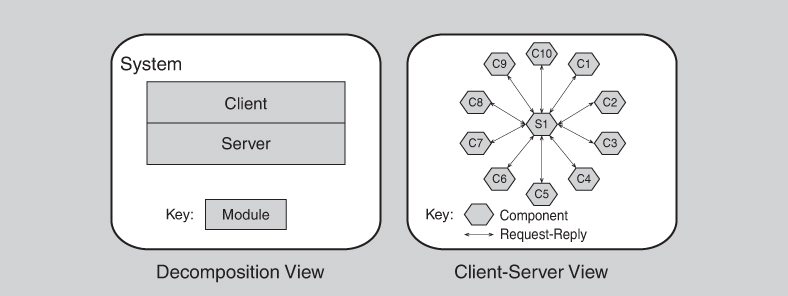 System
Client
Server
Key: Module
Decomposition View
C10
C9 C1
C8 C2
S1
C7 C3
C6 C4
C5
Key: Component
Request-Reply
Client-Server View